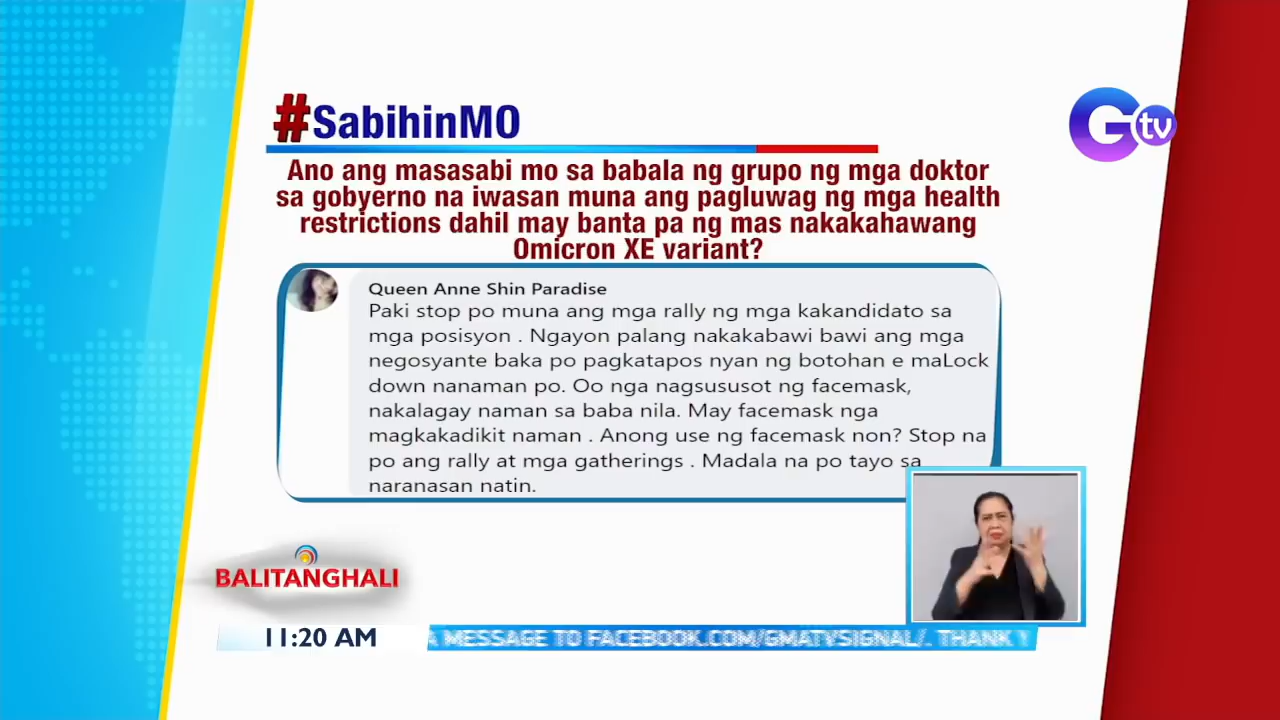 #SabihinMO
G tv
Ano ang masasabi mo sa babala ng grupo ng mga doktor
sa gobyerno na iwasan muna ang pagluwag ng mga health
restrictions dahil may banta pa ng mas nakakahawang
Omicron XE variant?
Queen Anne Shin Paradise
Paki stop po muna ang mga rally ng mga kakandidato sa
mga posisyon . Ngayon palang nakakabawi bawi ang mga
negosyante baka po pagkatapos nyan ng botohan e maLock
down nanaman po. Oo nga nagsususot ng facemask,
nakalagay naman sa baba nila. May facemask nga
magkakadikit naman . Anong use ng facemask non? Stop na
po ang rally at mga gatherings . Madala na po tayo sa
naranasan natin.
BALITANGHALI
11:20 AM
A MESSAGE TO FACEBOOK.COM/GMATVSIGNAL/. THANK Y